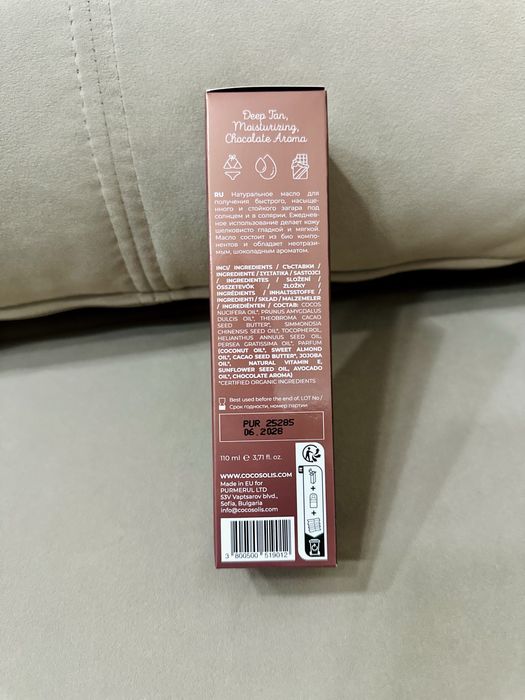 Deep Tan,
Moisturizing,
Chocolate Aroma
RU Натуральное масло для
получения быстрого, насыще-
нного и стойкого загара под
солнцем и в солярии. Ежеднев-
ное использование делает кожу
шелковисто гладкой и мягкой.
Масло состоит из био компо-
нентов и обладает неотрази-
мым, шоколадным ароматом.
INCI/ INGREDIENTS / СЪСТАВКИ /
INGREDIENTE / ΣΥΣΤΑΤΙΚΑ / SASTOJCI
/ INGREDIENTES / SLOŽENÍ /
ÖSSZETEVŐK / ZLOŽKY /
INGRÉDIENTS / INHALTSSTOFFE /
INGREDIENTI / SKŁAD / MALZEMELER
/ INGREDIËNTEN / СОСТАВ: COCOS
NUCIFERA OIL*, PRUNUS AMYGDALUS
DULCIS OIL*, THEOBROMA CACAO
SEED BUTTER*, SIMMONDSIA
CHINENSIS SEED OIL*, TOCOPHEROL,
HELIANTHUS ANNUUS SEED OIL,
PERSEA GRATISSIMA OIL*, PARFUM
(COCONUT OIL*, SWEET ALMOND
OIL*, CACAO SEED BUTTER*, JOJOBA
OIL*, NATURAL VITAMIN E,
SUNFLOWER SEED OIL, AVOCADO
OIL*, CHOCOLATE AROMA)
*CERTIFIED ORGANIC INGREDIENTS
Best used before the end of, LOT No /
Срок годности, номер партии
PUR 25285
06.2028
110 ml e 3,71 fl. oz.
WWW.COCOSOLIS.COM
Made in EU for
PURMERUL LTD
53V Vaptsarov blvd.,
Sofia, Bulgaria
info@cocosolis.com
3 800500 519012